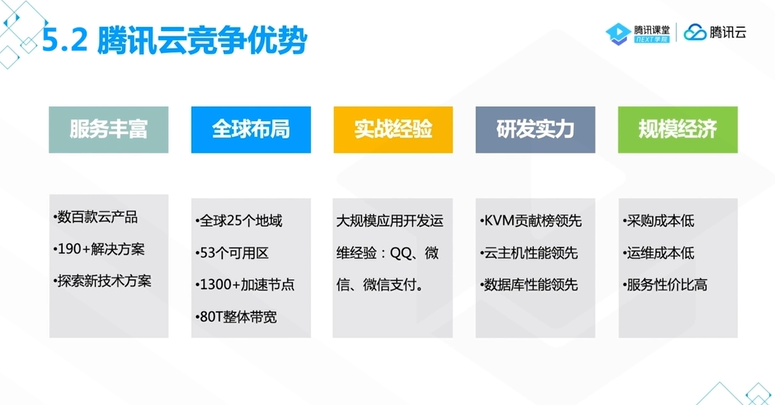 5.2 腾讯云竞争优势
腾讯课堂
NEXT学院
腾讯云
服务丰富
•数百款云产品
•190+解决方案
•探索新技术方案
全球布局
•全球25个地域
•53个可用区
•1300+加速节点
•80T整体带宽
实战经验
大规模应用开发运
维经验：QQ、微
信、微信支付。
研发实力
•KVM贡献榜领先
•云主机性能领先
•数据库性能领先
规模经济
•采购成本低
•运维成本低
•服务性价比高